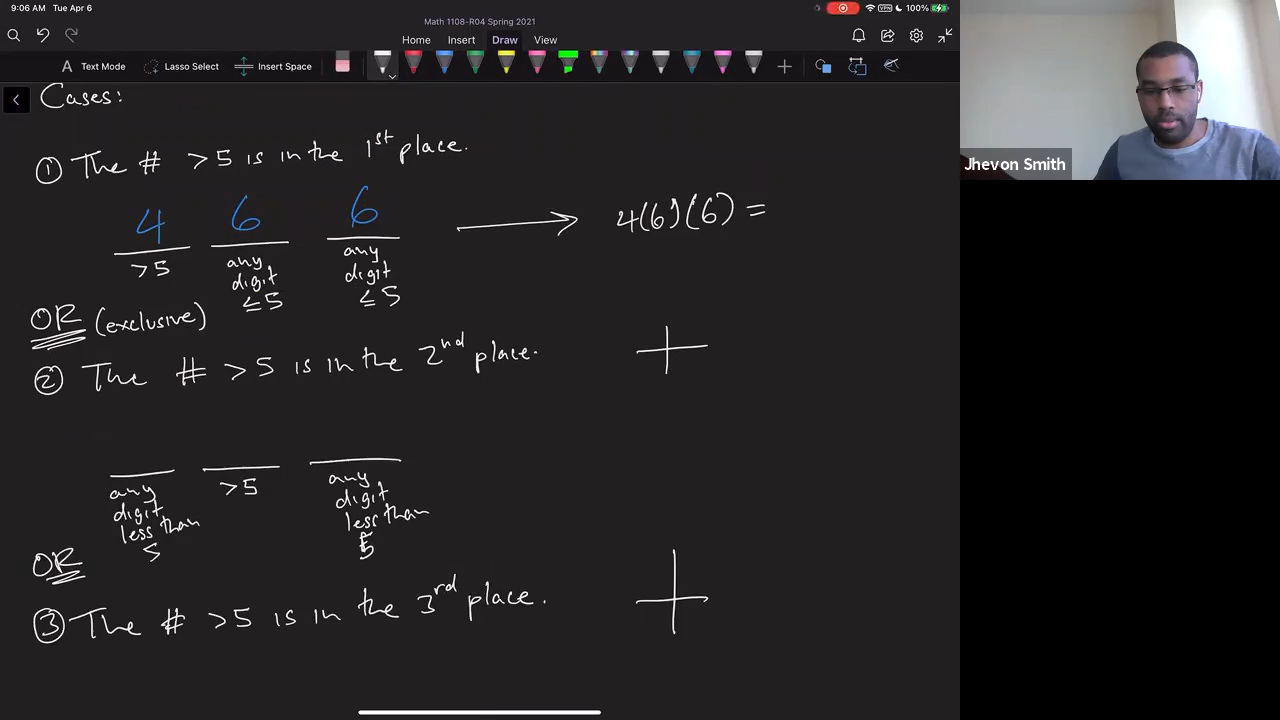 9:06 AM Tue Apr 6
100%
Math 1108-R04 Spring 2021
Home Insert Draw View
Text Mode Lasso Select Insert Space
Cases:
① The # >5 is in the 1st place.
4 6 6 → 4(6)(6) =
>5 any digit ≤5 any digit ≤5
OR (exclusive)
② The # >5 is in the 2nd place. +
any digit less than 5 >5 any digit less than 5
OR
③ The # >5 is in the 3rd place. +
Jhevon Smith